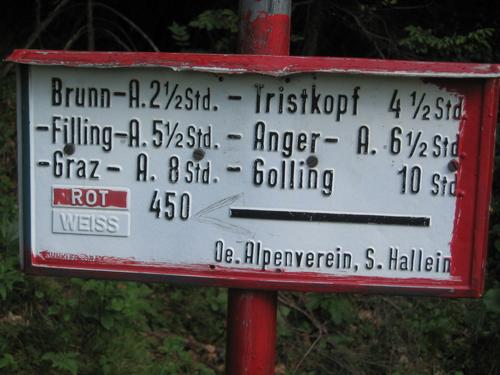 Brunn-A. 2½ Std. - Tristkopf 4½ Std.
-Filling-A. 5½ Std. - Anger- A. 6½ Std.
-Graz- A. 8 Std. - Golling 10 Std.
ROT
WEISS
450
Oe. Alpenverein, S. Hallein